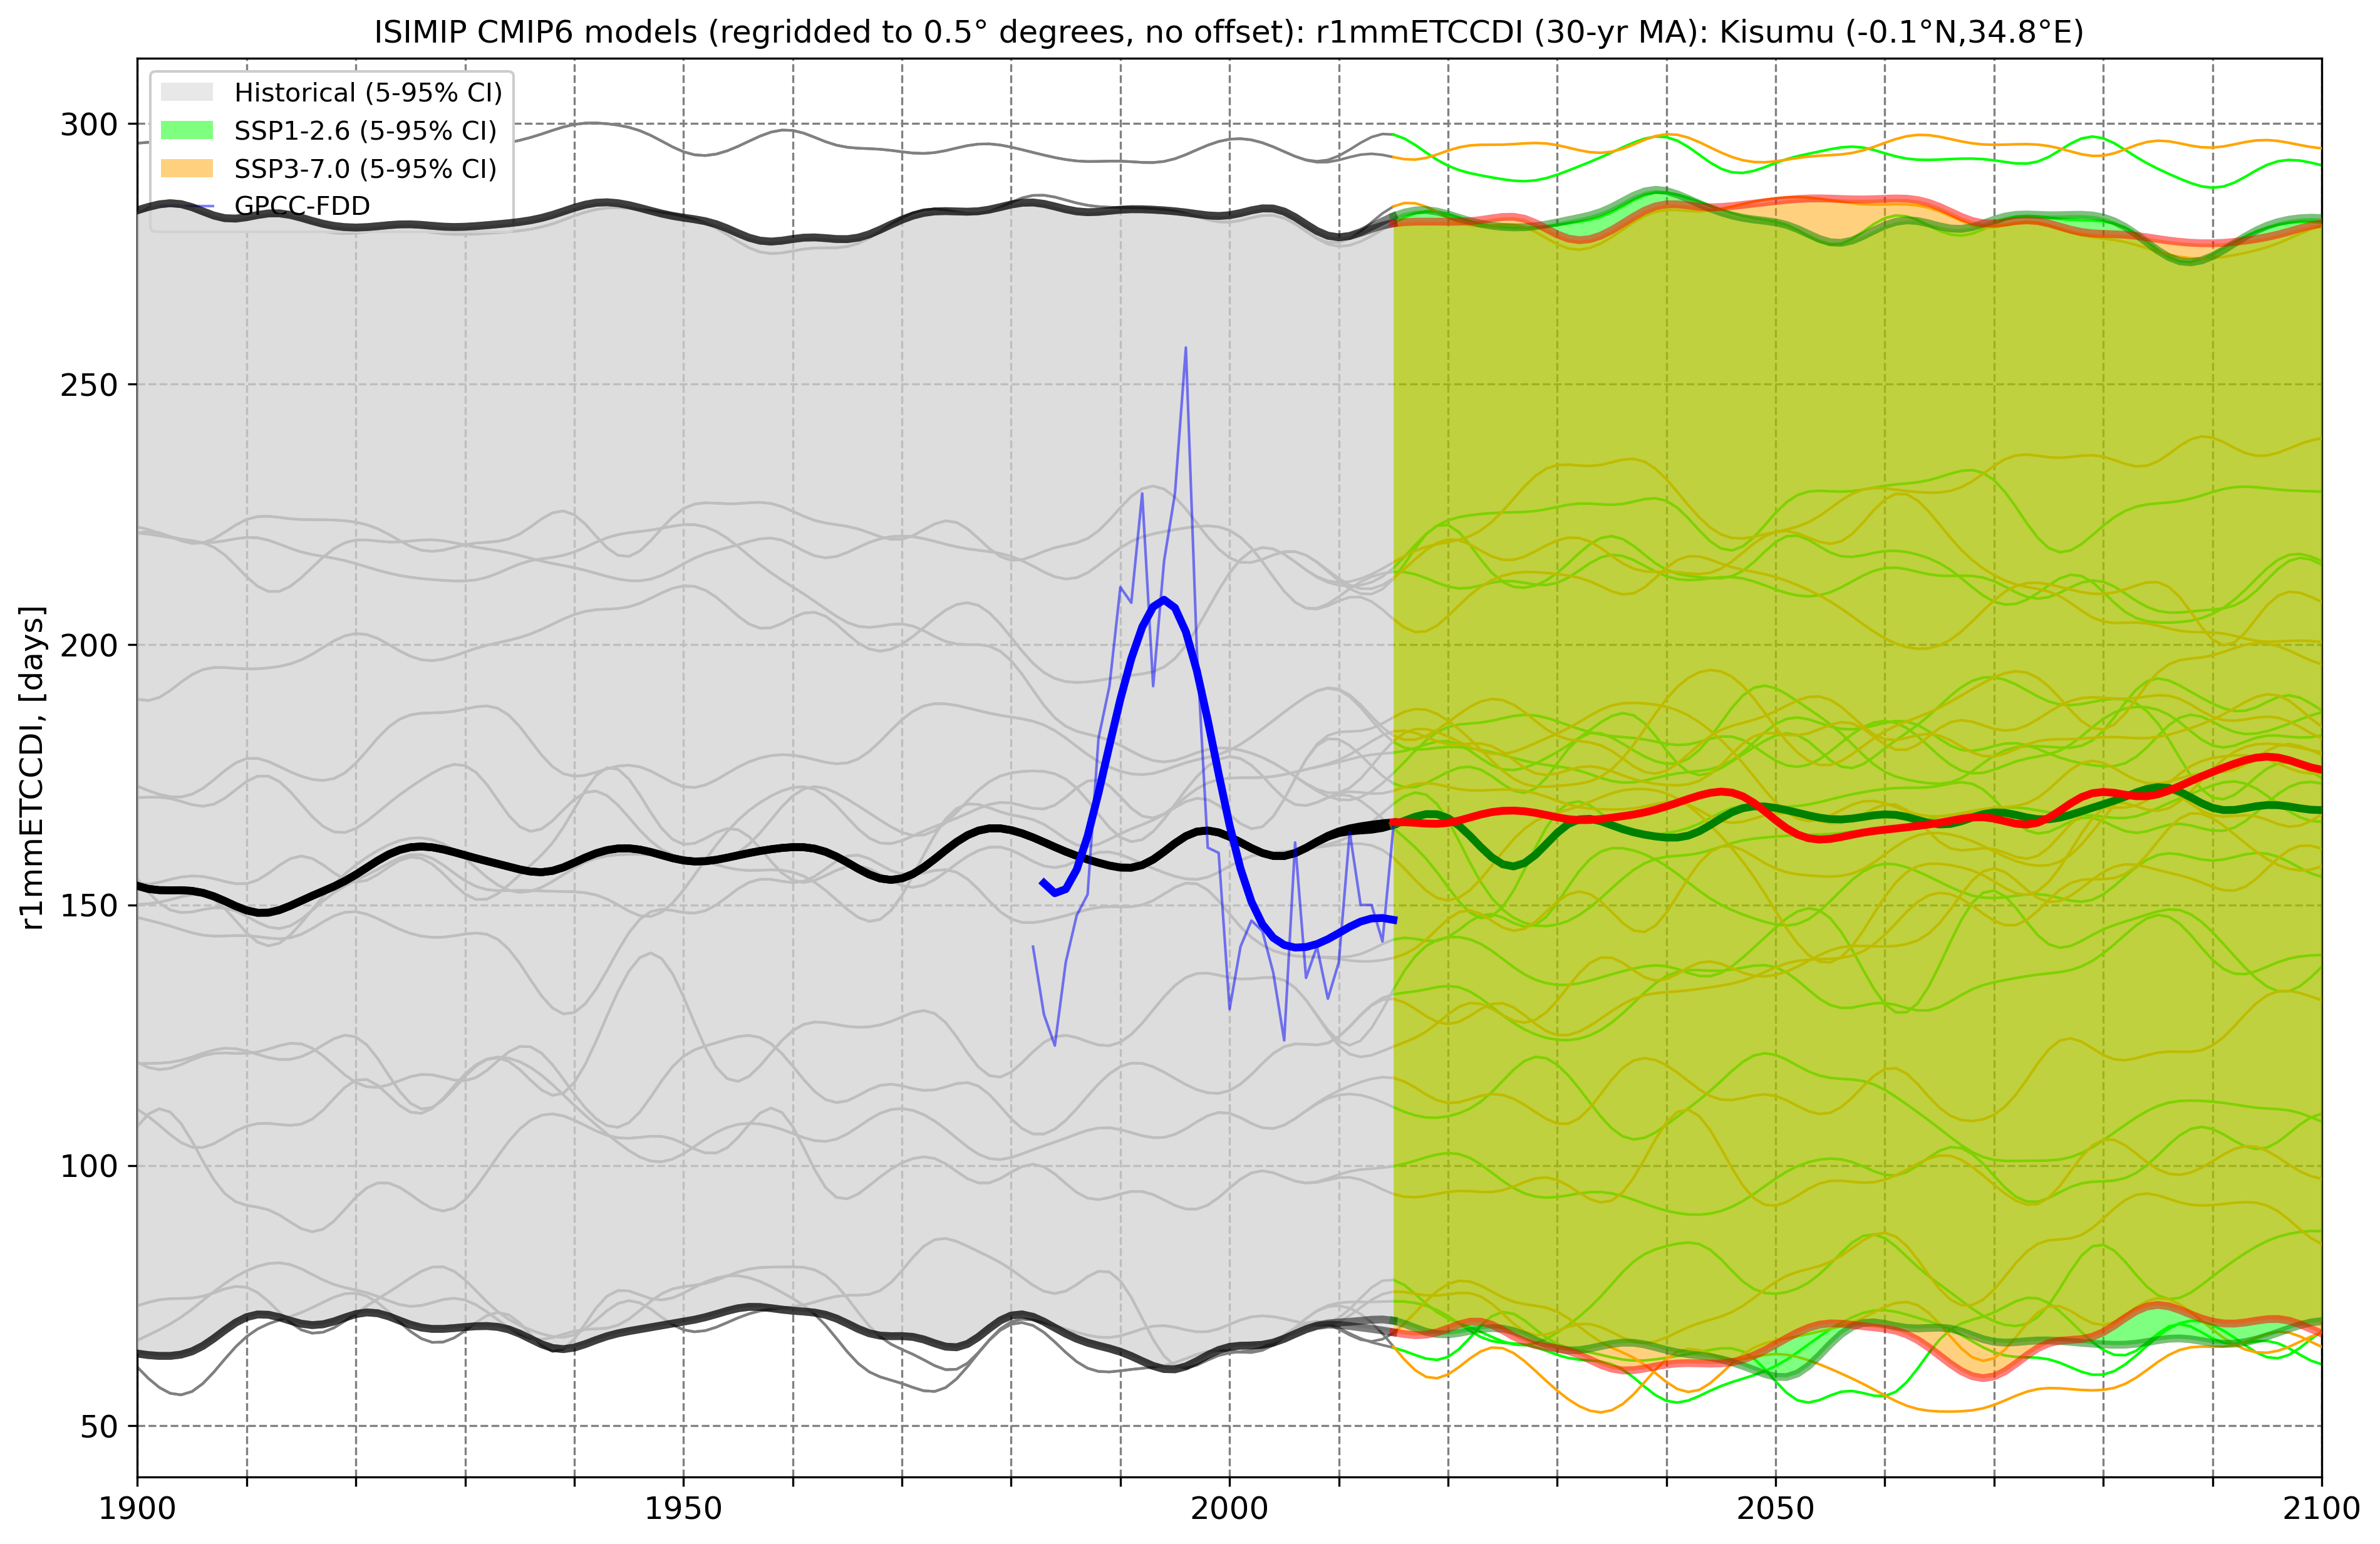 ISIMIP CMIP6 models (regridded to 0.5° degrees, no offset): r1mmETCCDI (30-yr MA): Kisumu (-0.1°N,34.8°E)
Historical (5-95% CI)
SSP1-2.6 (5-95% CI)
SSP3-7.0 (5-95% CI)
GPCC-FDD
r1mmETCCDI, [days]
300
250
200
150
100
50
1900 1950 2000 2050 2100